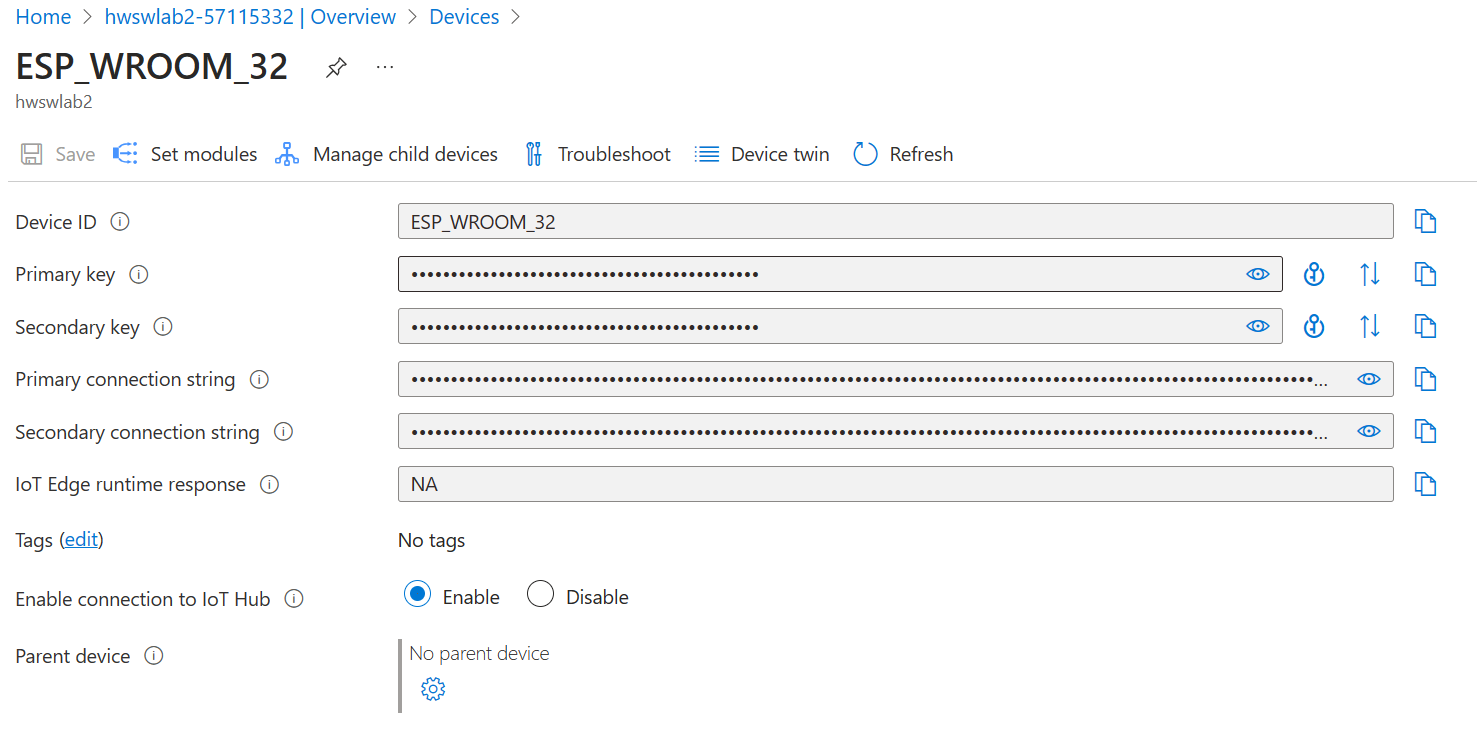 Home > hwswlab2-57115332 | Overview > Devices >
ESP_WROOM_32 ...
hwswlab2
Save Set modules Manage child devices Troubleshoot Device twin Refresh
Device ID ESP_WROOM_32
Primary key ••••••••••••••••••••••••••••••••••••••••••••
Secondary key ••••••••••••••••••••••••••••••••••••••••••••
Primary connection string ••••••••••••••••••••••••••••••••••••••••••••••••••••••••••••••••••••••••••••••••••••••••••••••••••••••••••••••••...
Secondary connection string ••••••••••••••••••••••••••••••••••••••••••••••••••••••••••••••••••••••••••••••••••••••••••••••••••••••••••••••••...
IoT Edge runtime response NA
Tags (edit) No tags
Enable connection to IoT Hub Enable Disable
Parent device No parent device